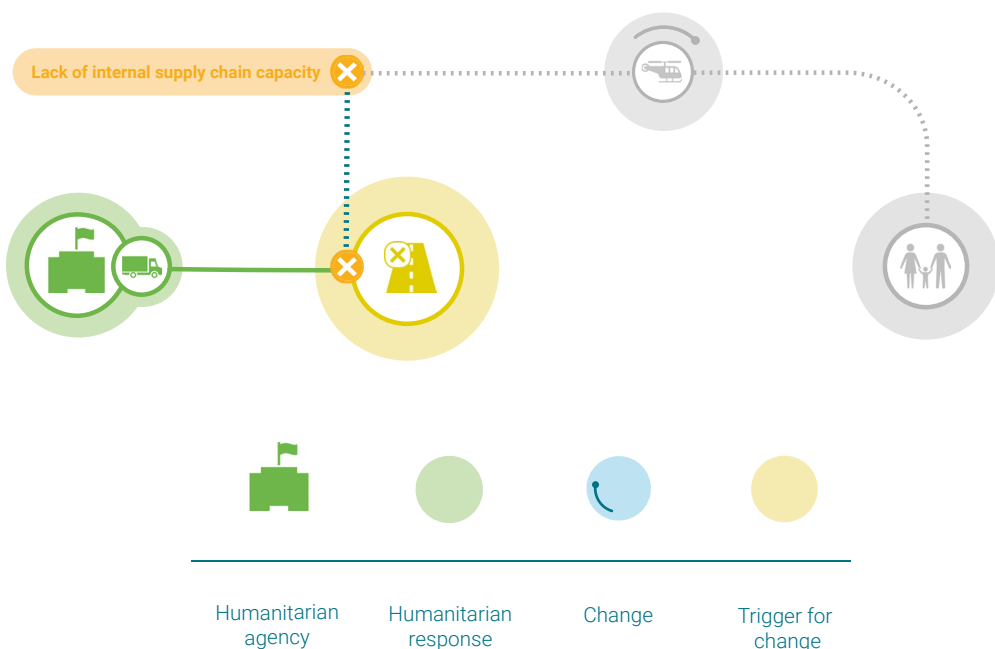 Lack of internal supply chain capacity
Humanitarian
agency
Humanitarian
response
Change
Trigger for
change